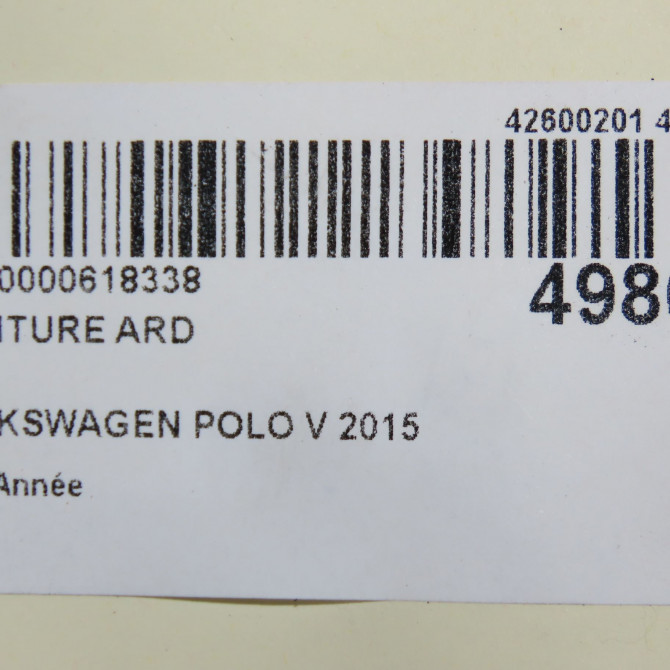 42600201 4
0000618338
498
ITURE ARD
KSWAGEN POLO V 2015
Année